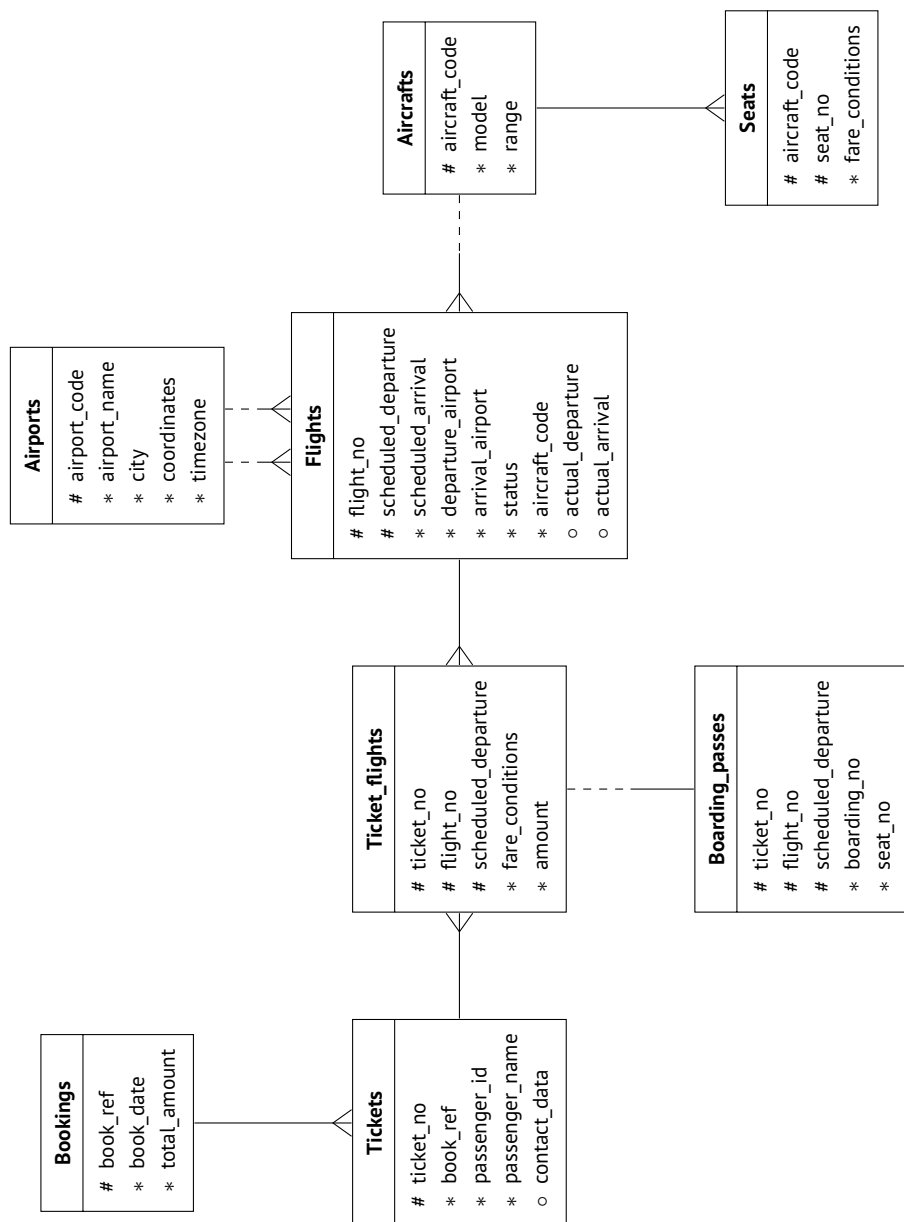 Bookings
# book_ref
* book_date
* total_amount
Tickets
# ticket_no
* book_ref
* passenger_id
* passenger_name
○ contact_data
Airports
# airport_code
* airport_name
* city
* coordinates
* timezone
Ticket_flights
# ticket_no
# flight_no
# scheduled_departure
* fare_conditions
* amount
Flights
# flight_no
# scheduled_departure
* scheduled_arrival
* departure_airport
* arrival_airport
* status
* aircraft_code
○ actual_departure
○ actual_arrival
Aircrafts
# aircraft_code
* model
* range
Boarding_passes
# ticket_no
# flight_no
# scheduled_departure
* boarding_no
* seat_no
Seats
# aircraft_code
# seat_no
* fare_conditions